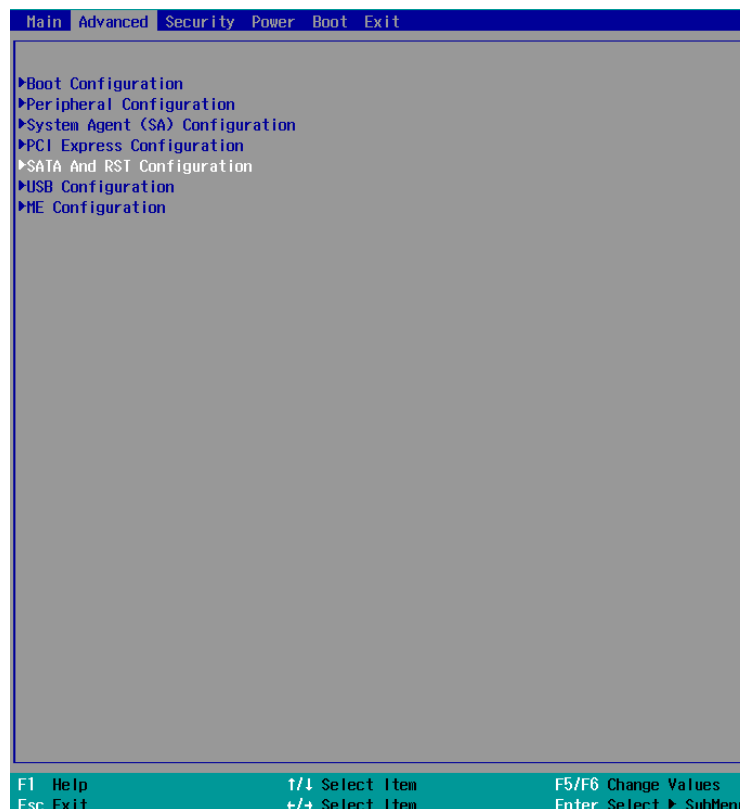 Main Advanced Security Power Boot Exit
▶Boot Configuration
▶Peripheral Configuration
▶System Agent (SA) Configuration
▶PCI Express Configuration
▶SATA And RST Configuration
▶USB Configuration
▶ME Configuration
F1 Help ↑/↓ Select Item F5/F6 Change Values
Esc Exit ←/→ Select Item Enter Select ▶ SubMenu